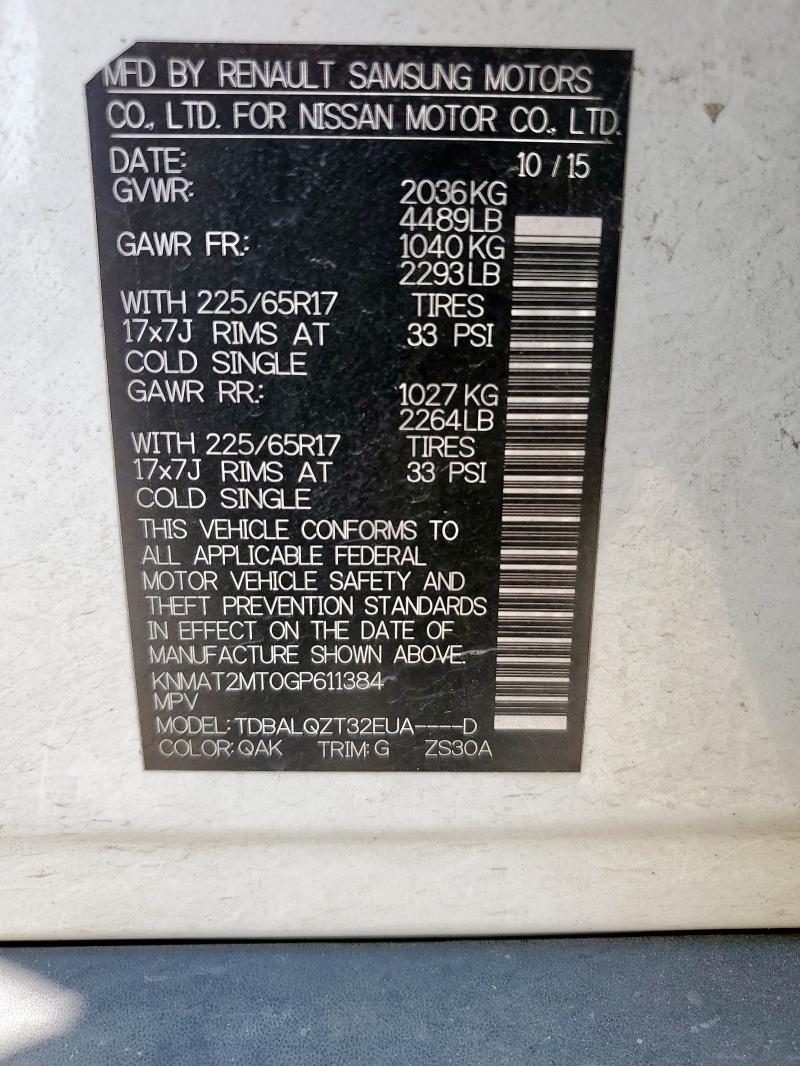 MFD BY RENAULT SAMSUNG MOTORS
CO., LTD. FOR NISSAN MOTOR CO., LTD.
DATE: 10 / 15
GVWR: 2036KG
4489LB
GAWR FR.: 1040 KG
2293LB
WITH 225/65R17 TIRES
17x7J RIMS AT 33 PSI
COLD SINGLE
GAWR RR.: 1027 KG
2264LB
WITH 225/65R17 TIRES
17x7J RIMS AT 33 PSI
COLD SINGLE
THIS VEHICLE CONFORMS TO
ALL APPLICABLE FEDERAL
MOTOR VEHICLE SAFETY AND
THEFT PREVENTION STANDARDS
IN EFFECT ON THE DATE OF
MANUFACTURE SHOWN ABOVE.
KNMAT2MT0GP611384
MPV
MODEL: TDBALQZT32EUA----D
COLOR: QAK TRIM: G ZS30A